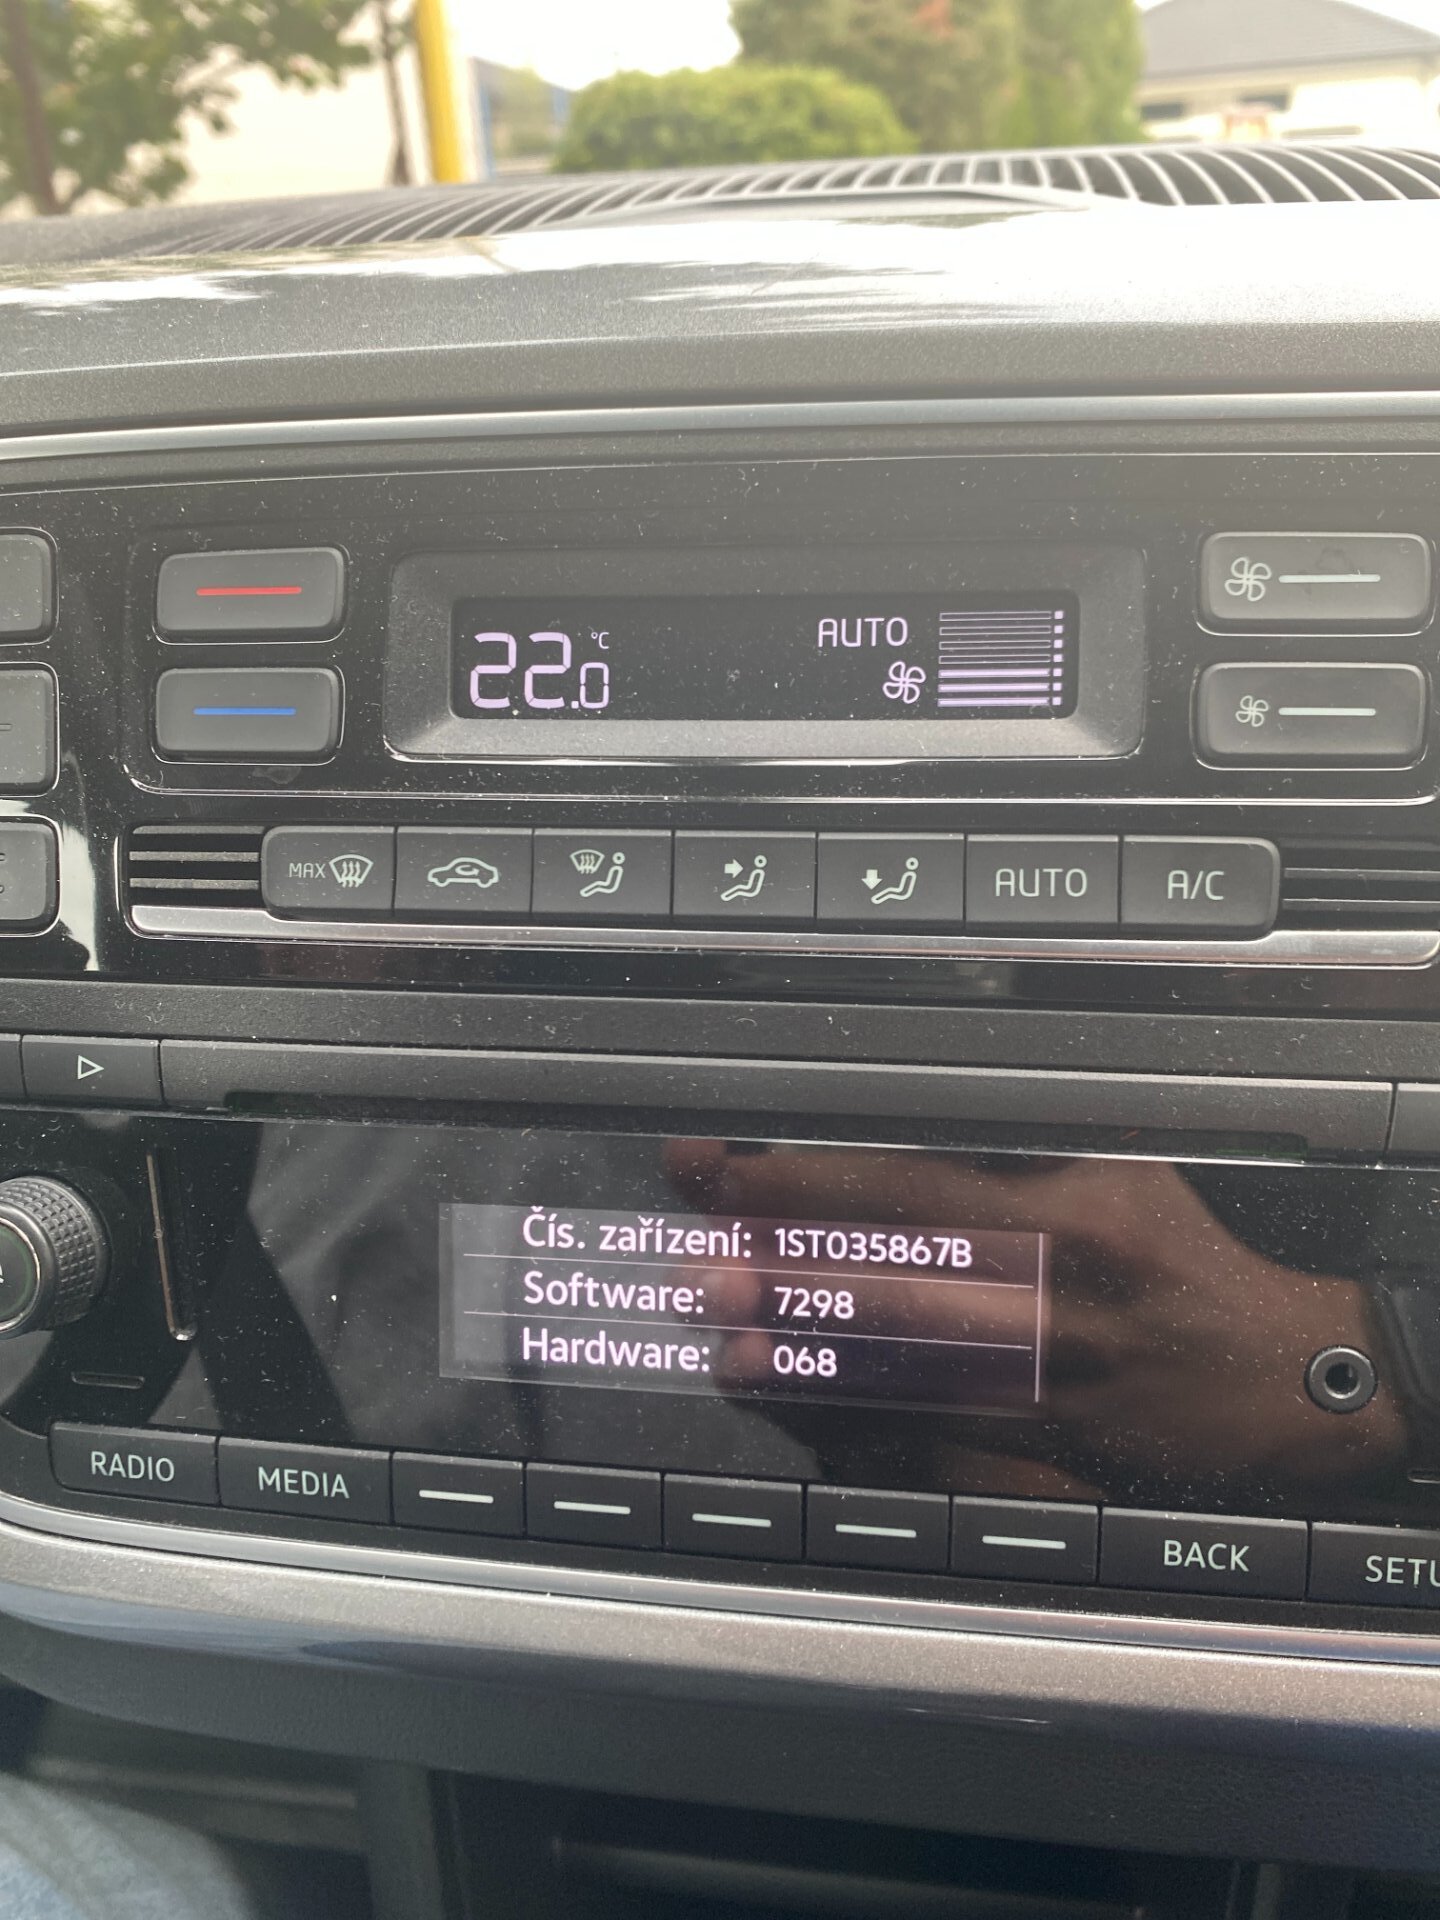 22.0 °C
AUTO
MAX
AUTO
A/C
Čís. zařízení: 1ST035867B
Software: 7298
Hardware: 068
RADIO
MEDIA
BACK
SETU